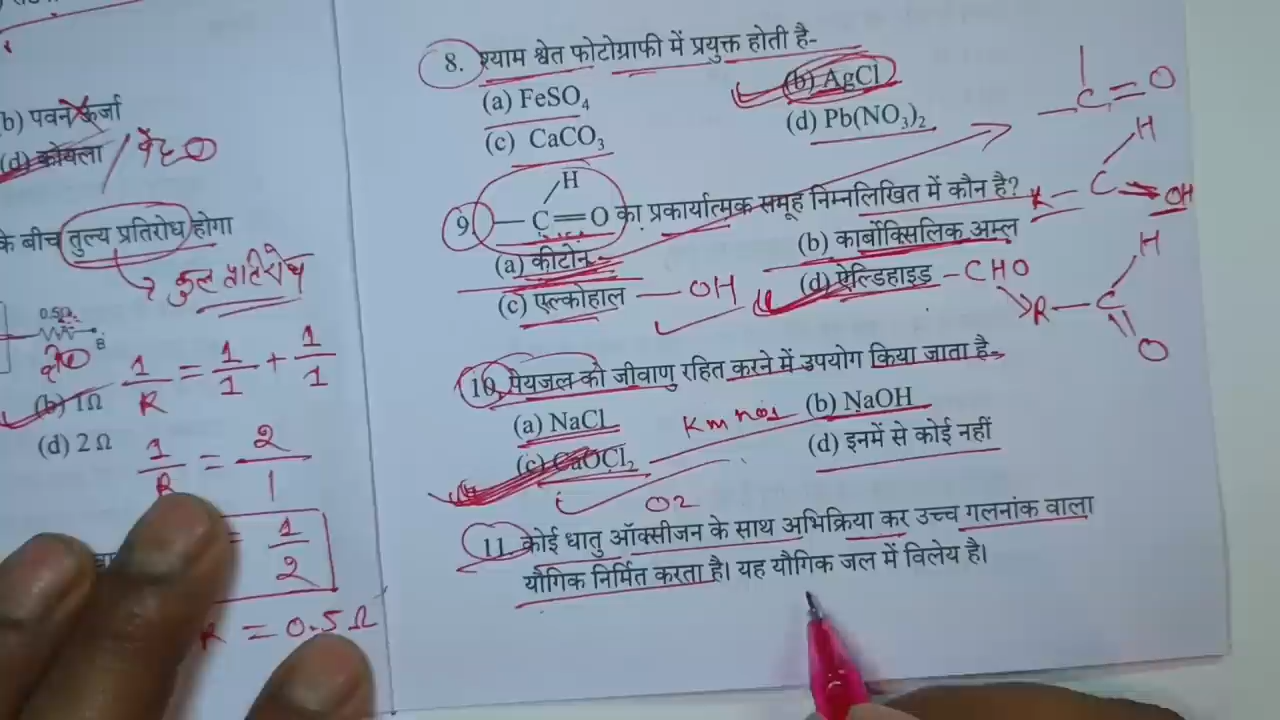 (b) पवन ऊर्जा
(d) कोयला
के बीच तुल्य प्रतिरोध होगा
कुल प्रतिरोध
0.5Ω
B
1/R = 1/1 + 1/1
(b) 1Ω
(d) 2 Ω
1/R = 2/1
= 1/2
R = 0.5 Ω
8. श्याम श्वेत फोटोग्राफी में प्रयुक्त होती है-
(a) FeSO4
(b) AgCl
(c) CaCO3
(d) Pb(NO3)2
C = O
H
R – C = OH
H
9. –C=O का प्रकार्यात्मक समूह निम्नलिखित में कौन है?
(a) कीटोन
(b) कार्बोक्सिलिक अम्ल
(c) एल्कोहाल – OH
(d) ऐल्डिहाइड – CHO
H
R – C
O
10. पेयजल को जीवाणु रहित करने में उपयोग किया जाता है-
(a) NaCl
(b) NaOH
(c) CaOCl2
(d) इनमें से कोई नहीं
O2
11. कोई धातु ऑक्सीजन के साथ अभिक्रिया कर उच्च गलनांक वाला
यौगिक निर्मित करता है। यह यौगिक जल में विलेय है।